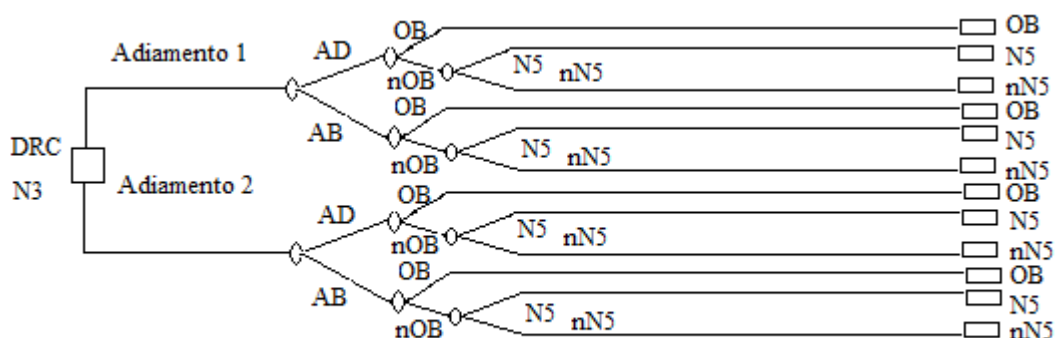 OB
Adiamento 1 AD OB
N5
nOB N5 nN5
nN5
OB OB
AB
N5
DRC nOB N5 nN5
nN5
N3 Adiamento 2
OB OB
AD
N5
nOB N5 nN5
nN5
OB OB
AB
N5
nOB N5 nN5
nN5